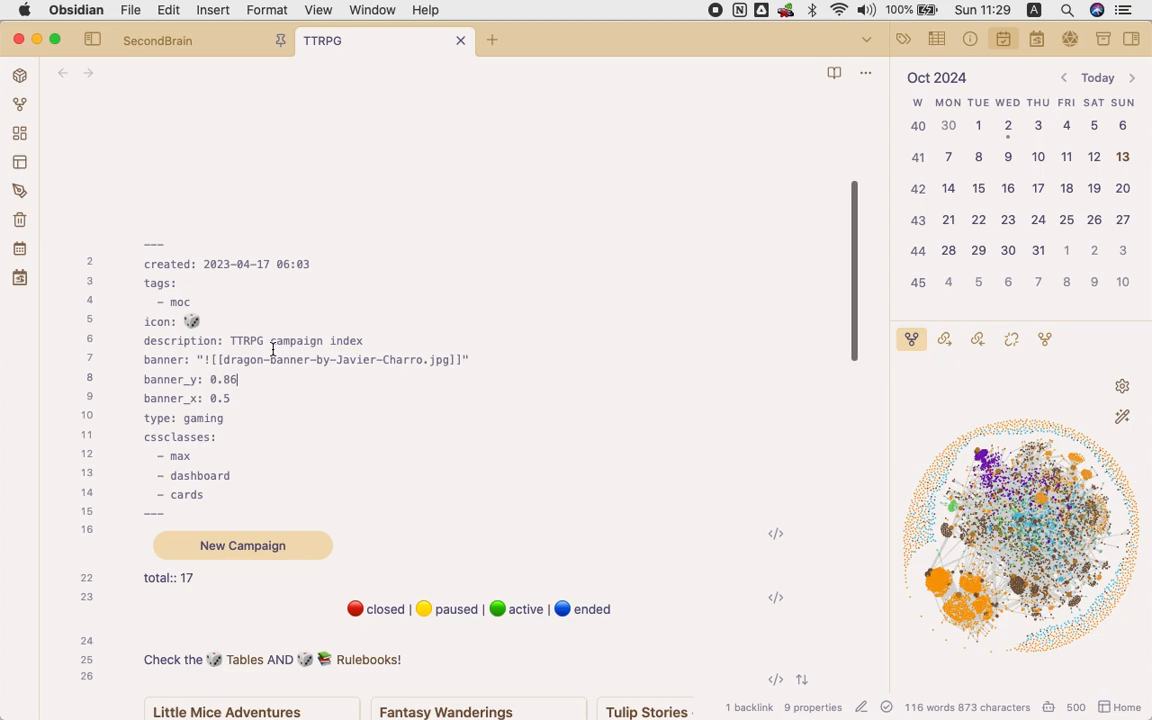 Obsidian File Edit Insert Format View Window Help 100% Sun 11:29 A
SecondBrain
TTRPG
---
2 created: 2023-04-17 06:03
3 tags:
4 - moc
5 icon: 🎲
6 description: TTRPG campaign index
7 banner: "![[dragon-banner-by-Javier-Charro.jpg]]"
8 banner_y: 0.86
9 banner_x: 0.5
10 type: gaming
11 cssclasses:
12 - max
13 - dashboard
14 - cards
15 ---
16
New Campaign
22 total:: 17
23
🔴 closed | 🟡 paused | 🟢 active | 🔵 ended
24
25 Check the 🎲 Tables AND 🎲 📚 Rulebooks!
26
Little Mice Adventures
Fantasy Wanderings
Tulip Stories
Oct 2024 Today
W MON TUE WED THU FRI SAT SUN
40 30 1 2 3 4 5 6
41 7 8 9 10 11 12 13
42 14 15 16 17 18 19 20
43 21 22 23 24 25 26 27
44 28 29 30 31 1 2 3
45 4 5 6 7 8 9 10
1 backlink 9 properties 116 words 873 characters 500 Home